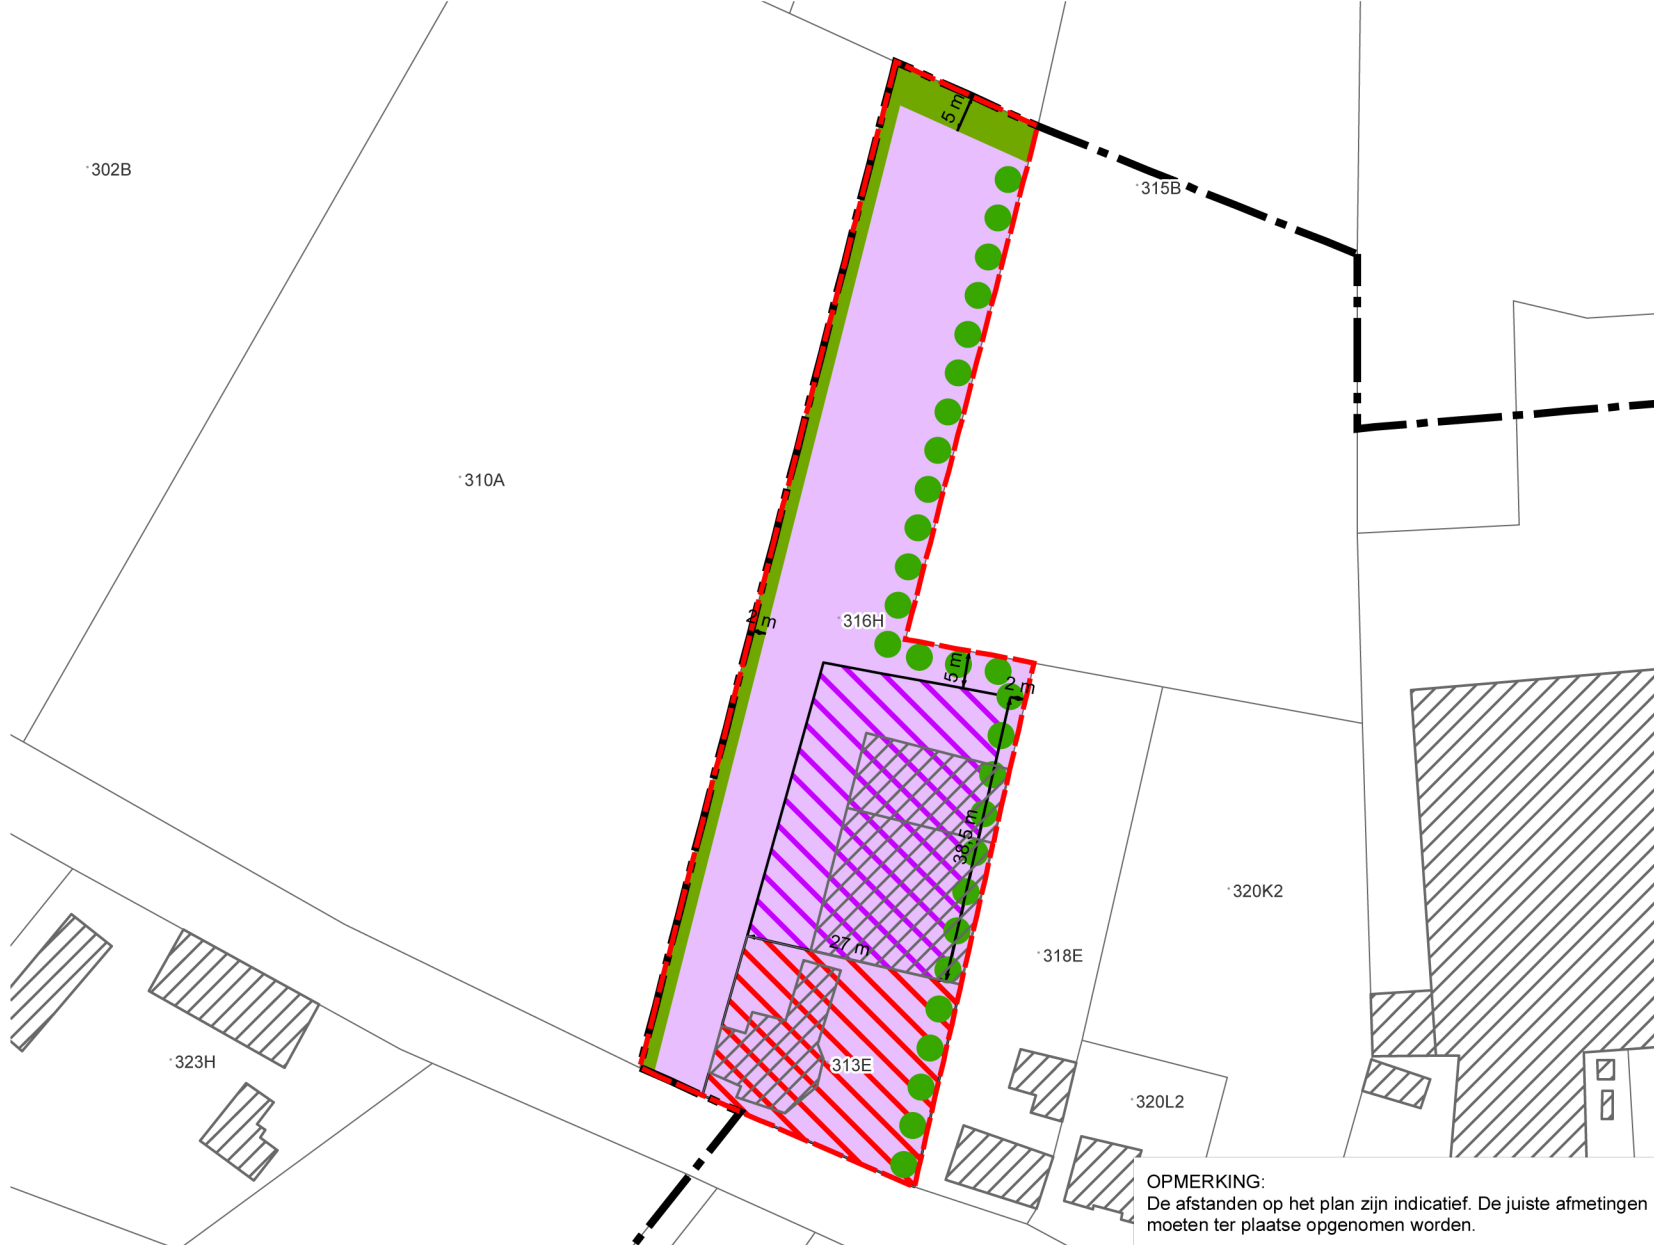 5 m
302B
315B
310A
2 m
316H
5 m
2 m
38,5 m
320K2
27 m
318E
323H
313E
320L2
OPMERKING:
De afstanden op het plan zijn indicatief. De juiste afmetingen
moeten ter plaatse opgenomen worden.